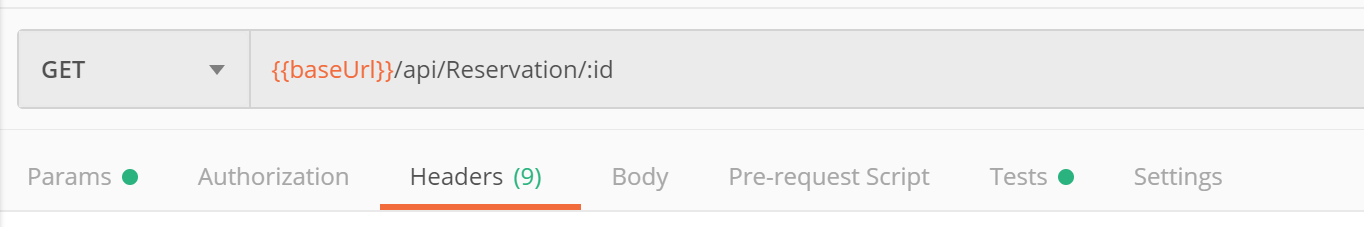 GET {{baseUrl}}/api/Reservation/:id
Params Authorization Headers (9) Body Pre-request Script Tests Settings